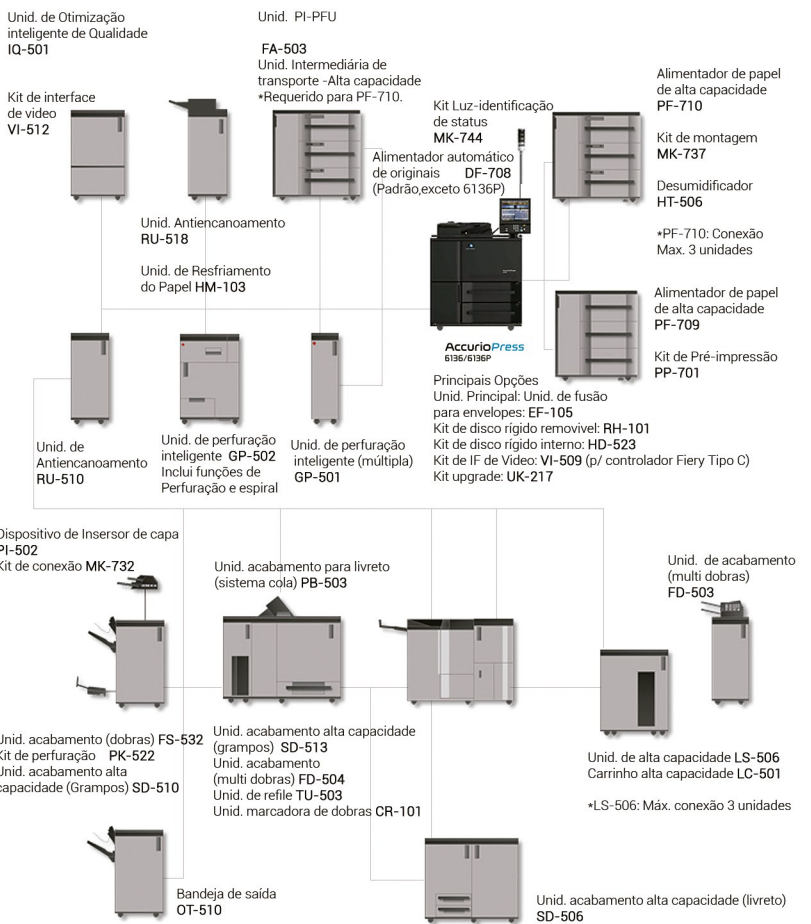 Unid. de Otimização
inteligente de Qualidade
IQ-501
Unid. PI-PFU
FA-503
Unid. Intermediária de
transporte -Alta capacidade
*Requerido para PF-710.
Kit de interface
de video
VI-512
Kit Luz-identificação
de status
MK-744
Alimentador automático
de originais DF-708
(Padrão,exceto 6136P)
Alimentador de papel
de alta capacidade
PF-710
Kit de montagem
MK-737
Desumidificador
HT-506
*PF-710: Conexão
Max. 3 unidades
Unid. Antiencanoamento
RU-518
Unid. de Resfriamento
do Papel HM-103
Alimentador de papel
de alta capacidade
PF-709
Kit de Pré-impressão
PP-701
AccurioPress
6136/6136P
Principais Opções
Unid. Principal: Unid. de fusão
para envelopes: EF-105
Kit de disco rígido removivel: RH-101
Kit de disco rígido interno: HD-523
Kit de IF de Video: VI-509 (p/ controlador Fiery Tipo C)
Kit upgrade: UK-217
Unid. de
Antiencanoamento
RU-510
Unid. de perfuração
inteligente GP-502
Inclui funções de
Perfuração e espiral
Unid. de perfuração
inteligente (múltipla)
GP-501
Dispositivo de Insersor de capa
PI-502
Kit de conexão MK-732
Unid. acabamento para livreto
(sistema cola) PB-503
Unid. de acabamento
(multi dobras)
FD-503
Unid. acabamento (dobras) FS-532
Kit de perfuração PK-522
Unid. acabamento alta
capacidade (Grampos) SD-510
Unid. acabamento alta capacidade
(grampos) SD-513
Unid. acabamento
(multi dobras) FD-504
Unid. de refile TU-503
Unid. marcadora de dobras CR-101
Unid. de alta capacidade LS-506
Carrinho alta capacidade LC-501
*LS-506: Máx. conexão 3 unidades
Bandeja de saída
OT-510
Unid. acabamento alta capacidade (livreto)
SD-506